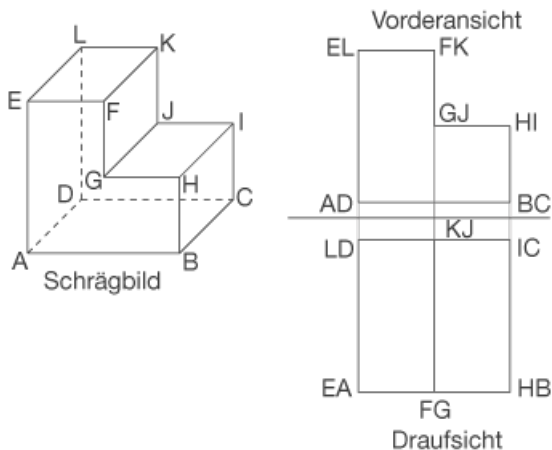 L K
E F
J I
G H
D C
A B
Schrägbild
Vorderansicht
EL FK
GJ HI
AD BC
KJ
LD IC
EA HB
FG
Draufsicht